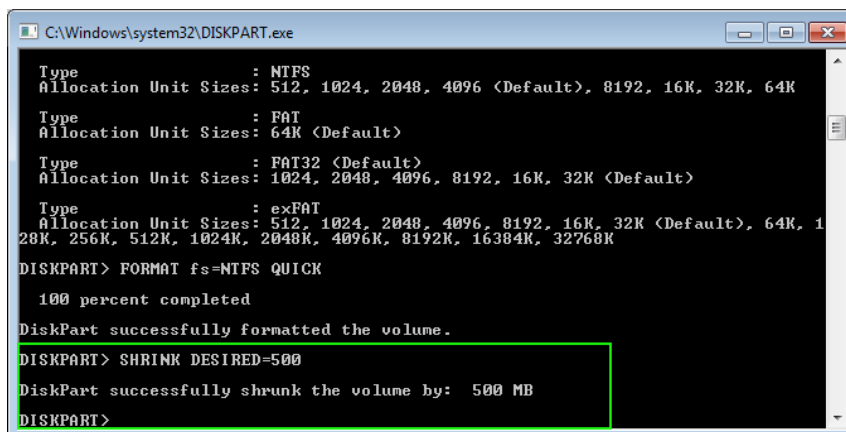 C:\Windows\system32\DISKPART.exe
Type : NTFS
Allocation Unit Sizes: 512, 1024, 2048, 4096 (Default), 8192, 16K, 32K, 64K
Type : FAT
Allocation Unit Sizes: 64K (Default)
Type : FAT32 (Default)
Allocation Unit Sizes: 1024, 2048, 4096, 8192, 16K, 32K (Default)
Type : exFAT
Allocation Unit Sizes: 512, 1024, 2048, 4096, 8192, 16K, 32K (Default), 64K, 1
28K, 256K, 512K, 1024K, 2048K, 4096K, 8192K, 16384K, 32768K
DISKPART> FORMAT fs=NTFS QUICK
100 percent completed
DiskPart successfully formatted the volume.
DISKPART> SHRINK DESIRED=500
DiskPart successfully shrunk the volume by: 500 MB
DISKPART>